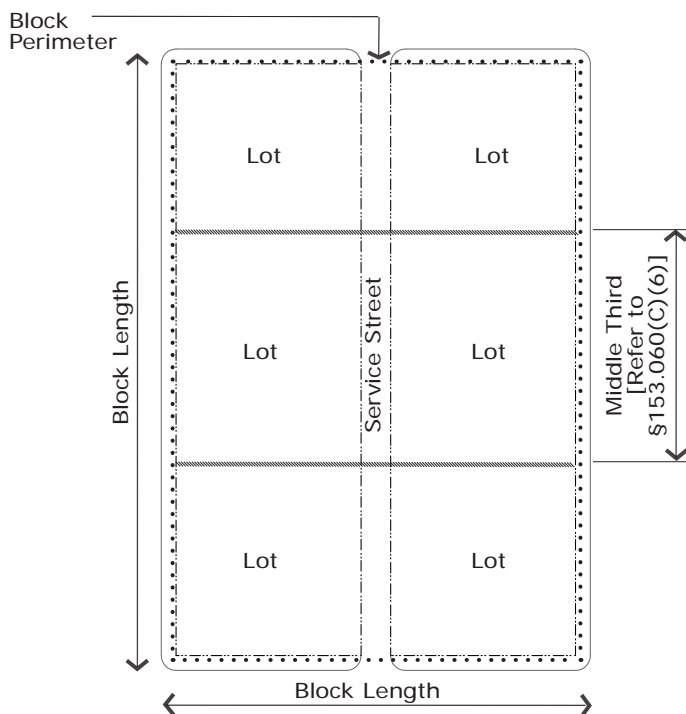 Block
Perimeter
Lot
Lot
Block Length
Lot
Service Street
Lot
Middle Third
[Refer to
§153.060(C)(6)]
Lot
Lot
Block Length